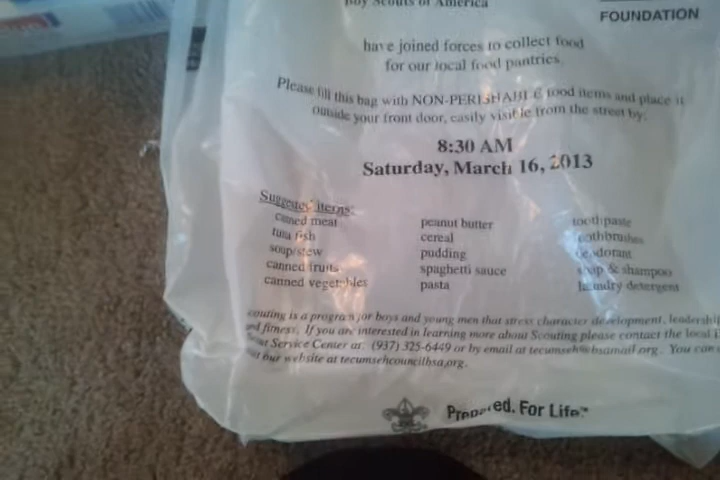 Boy Scouts of America
FOUNDATION
have joined forces to collect food
for our local food pantries.
Please fill this bag with NON-PERISHABLE food items and place it
outside your front door, easily visible from the street by:
8:30 AM
Saturday, March 16, 2013
Suggested items:
canned meat
tuna fish
soup/stew
canned fruits
canned vegetables
peanut butter
cereal
pudding
spaghetti sauce
pasta
toothpaste
toothbrushes
deodorant
soap & shampoo
laundry detergent
Scouting is a program for boys and young men that stress character development, leadership
and fitness. If you are interested in learning more about Scouting please contact the local
Scout Service Center at: (937) 325-6449 or by email at tecumseh@bsamail.org. You can
our website at tecumsehcouncilbsa.org.
Prepared. For Life.™